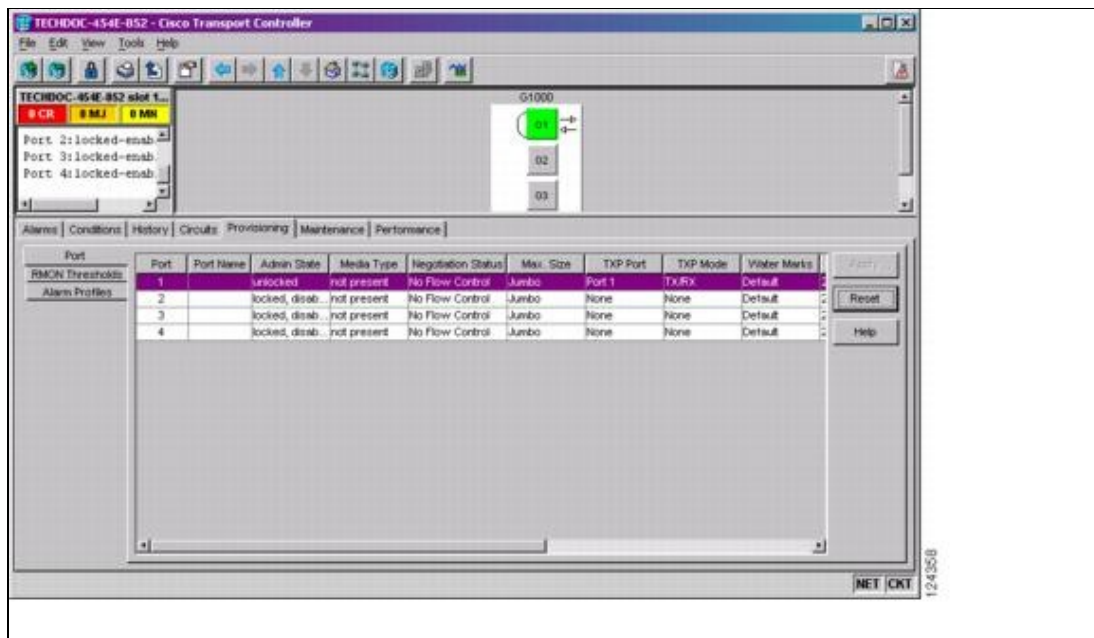 TECHDOC-454E-852 - Cisco Transport Controller
File Edit View Tools Help
TECHDOC-454E-852 slot 1...
0 CR 0 MJ 0 MN
Port 2:locked-enab.
Port 3:locked-enab.
Port 4:locked-enab.
G1000
01
02
03
Alarms Conditions History Circuits Provisioning Maintenance Performance
Port
RMON Thresholds
Alarm Profiles
Port Port Name Admin State Media Type Negotiation Status Max. Size TXP Port TXP Mode Water Marks
1 unlocked not present No Flow Control Jumbo Port 1 TX/RX Default
2 locked, disab... not present No Flow Control Jumbo None None Default
3 locked, disab... not present No Flow Control Jumbo None None Default
4 locked, disab... not present No Flow Control Jumbo None None Default
Apply
Reset
Help
NET CKT
124358